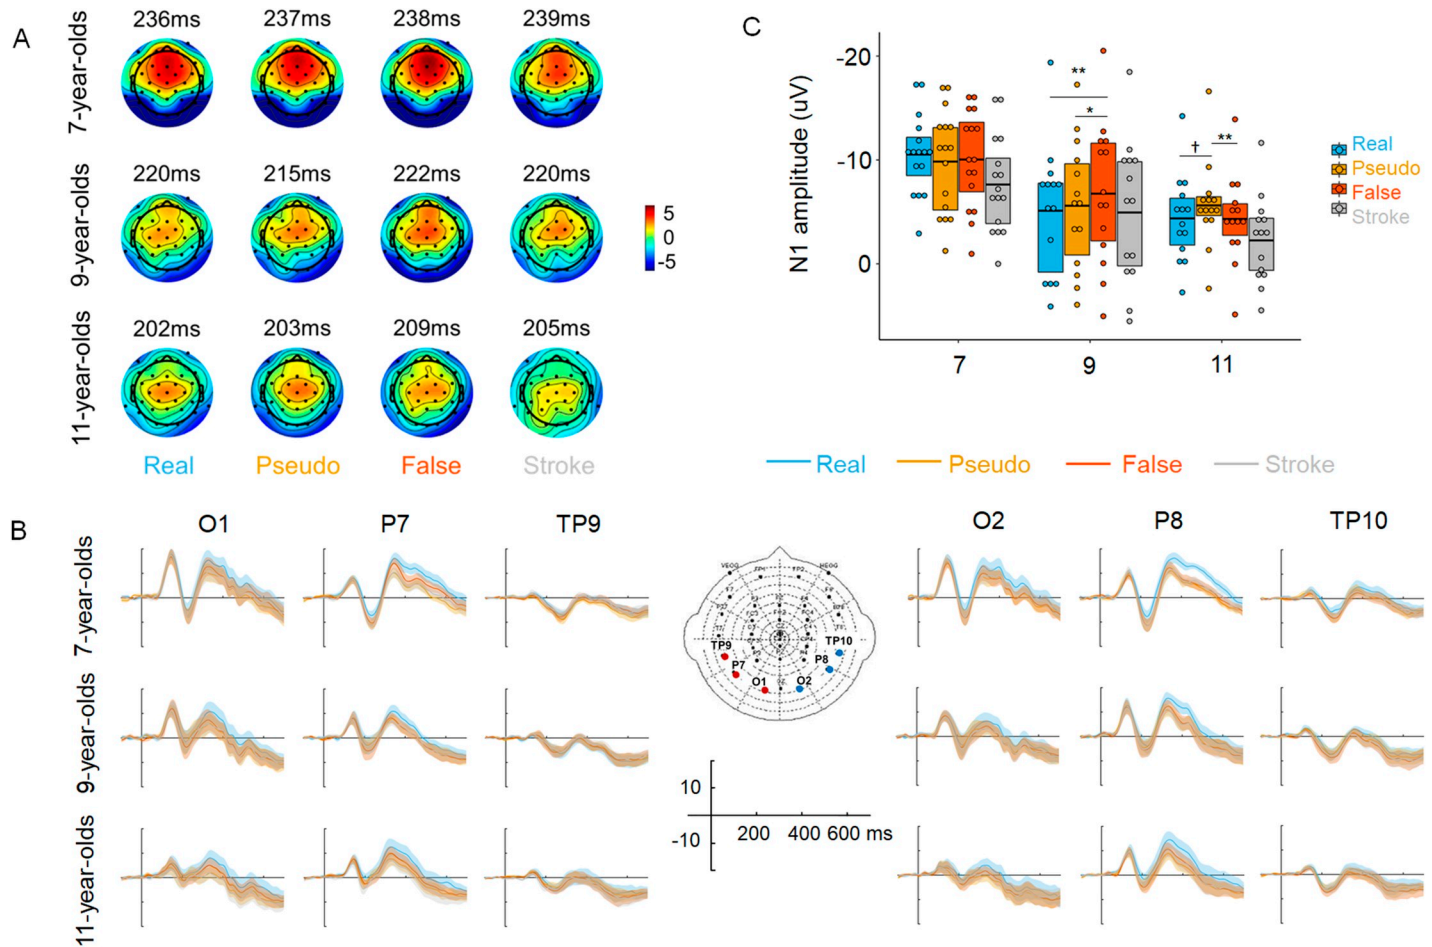 A
7-year-olds
236ms 237ms 238ms 239ms
9-year-olds
220ms 215ms 222ms 220ms
11-year-olds
202ms 203ms 209ms 205ms
Real Pseudo False Stroke
5
0
-5
C
N1 amplitude (uV)
-20
-10
0
** * † **
7 9 11
Real
Pseudo
False
Stroke
Real Pseudo False Stroke
B
O1 P7 TP9
7-year-olds
9-year-olds
11-year-olds
VEOG HEOG
TP9 TP10
P7 P8
O1 O2
10
-10
200 400 600 ms
O2 P8 TP10